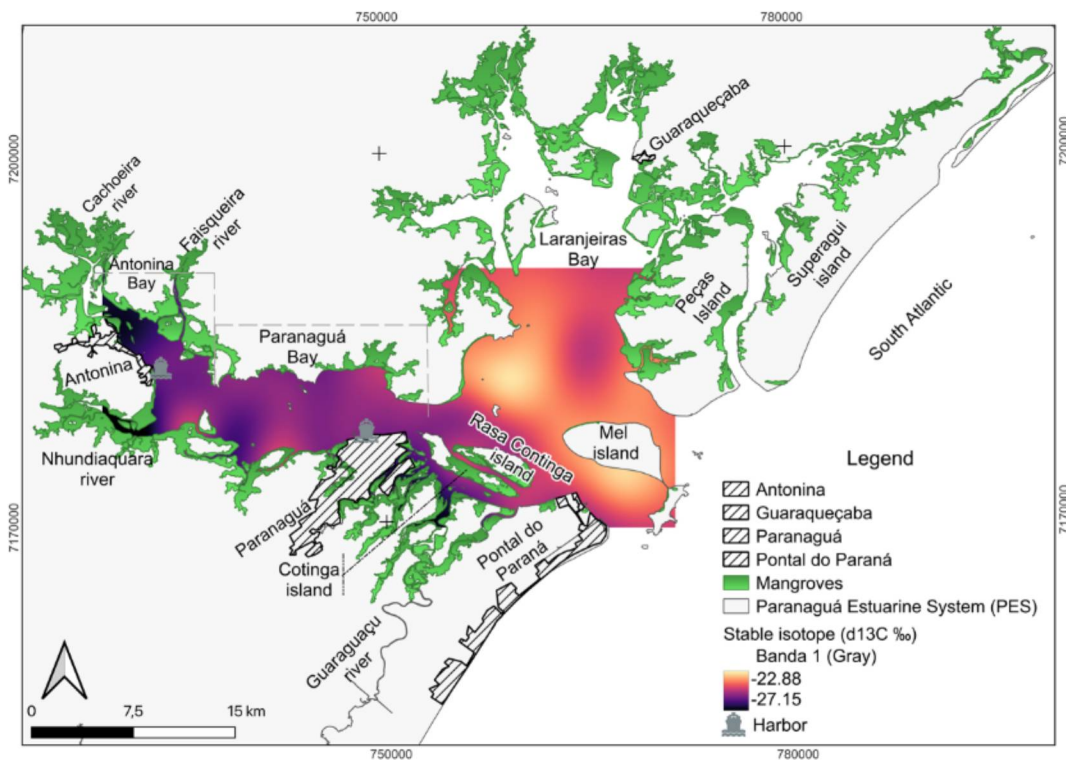 750000
780000
7200000
7200000
Guaraqueçaba
Cachoeira
river
Faisqueira
river
Antonina
Bay
Laranjeiras
Bay
Peças
Island
Superagui
island
South Atlantic
Paranaguá
Bay
Antonina
Rasa Continga
island
Mel
island
Nhundiaquara
river
Paranaguá
Cotinga
island
Pontal do
Paraná
Guaraguaçu
river
7170000
7170000
Legend
Antonina
Guaraqueçaba
Paranaguá
Pontal do Paraná
Mangroves
Paranaguá Estuarine System (PES)
Stable isotope (d13C ‰)
Banda 1 (Gray)
-22.88
-27.15
Harbor
0 7,5 15 km
750000
780000